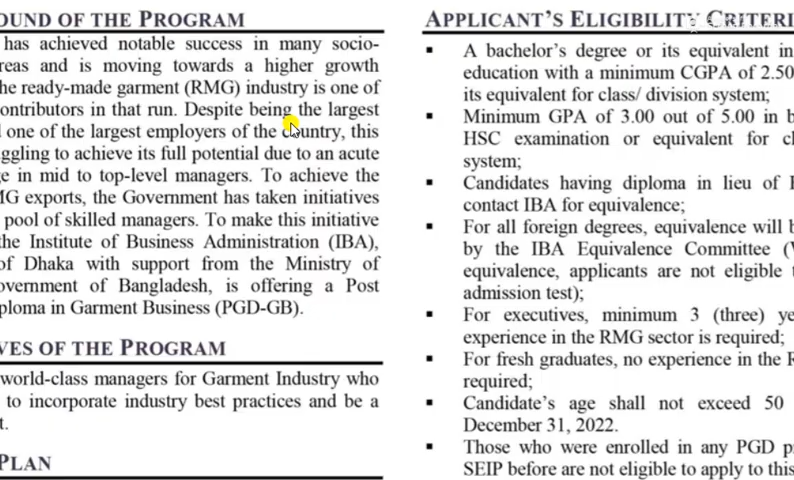 OUND OF THE PROGRAM
has achieved notable success in many socio-
reas and is moving towards a higher growth
he ready-made garment (RMG) industry is one of
contributors in that run. Despite being the largest
one of the largest employers of the country, this
ggling to achieve its full potential due to an acute
ge in mid to top-level managers. To achieve the
MG exports, the Government has taken initiatives
pool of skilled managers. To make this initiative
the Institute of Business Administration (IBA),
of Dhaka with support from the Ministry of
overnment of Bangladesh, is offering a Post
ploma in Garment Business (PGD-GB).
VES OF THE PROGRAM
world-class managers for Garment Industry who
to incorporate industry best practices and be a
t.
PLAN
APPLICANT'S ELIGIBILITY CRITERI
▪ A bachelor's degree or its equivalent in
education with a minimum CGPA of 2.50
its equivalent for class/ division system;
▪ Minimum GPA of 3.00 out of 5.00 in b
HSC examination or equivalent for cl
system;
▪ Candidates having diploma in lieu of
contact IBA for equivalence;
▪ For all foreign degrees, equivalence will b
by the IBA Equivalence Committee (
equivalence, applicants are not eligible t
admission test);
▪ For executives, minimum 3 (three) ye
experience in the RMG sector is required;
▪ For fresh graduates, no experience in the R
required;
▪ Candidate's age shall not exceed 50
December 31, 2022.
▪ Those who were enrolled in any PGD p
SEIP before are not eligible to apply to this